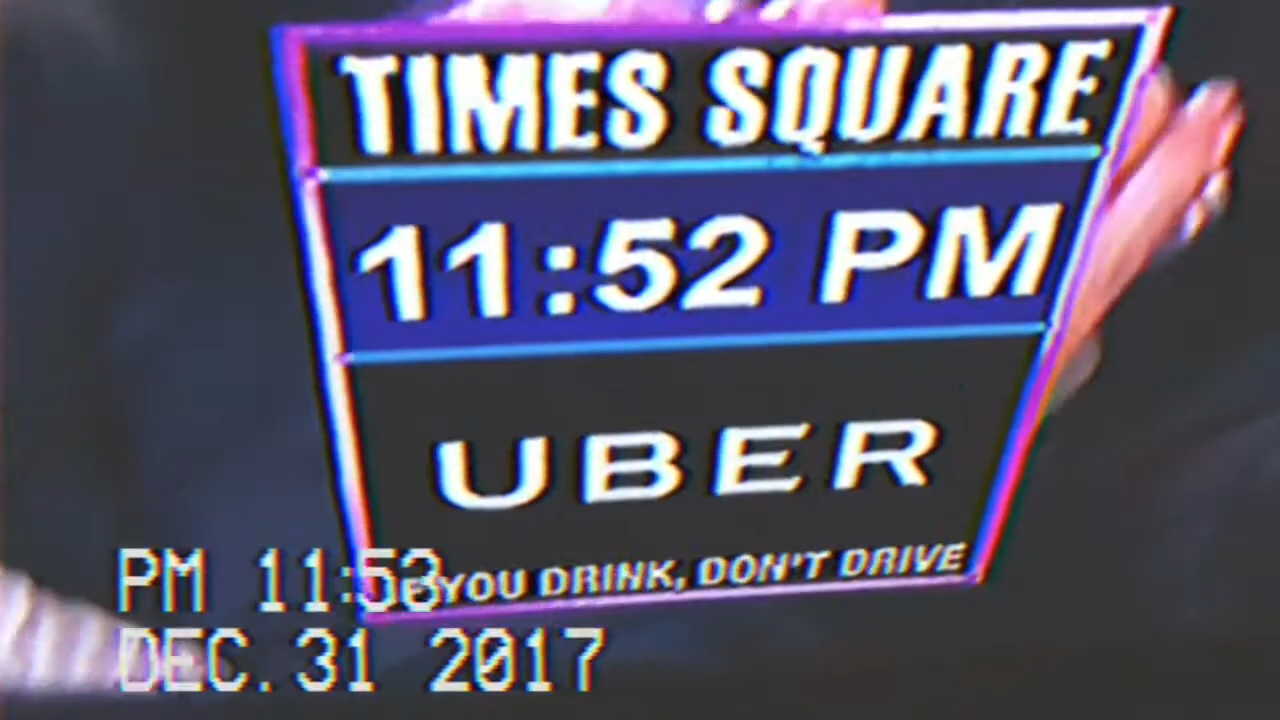 TIMES SQUARE
11:52 PM
UBER
YOU DRINK, DON'T DRIVE
PM 11:53
DEC.31 2017